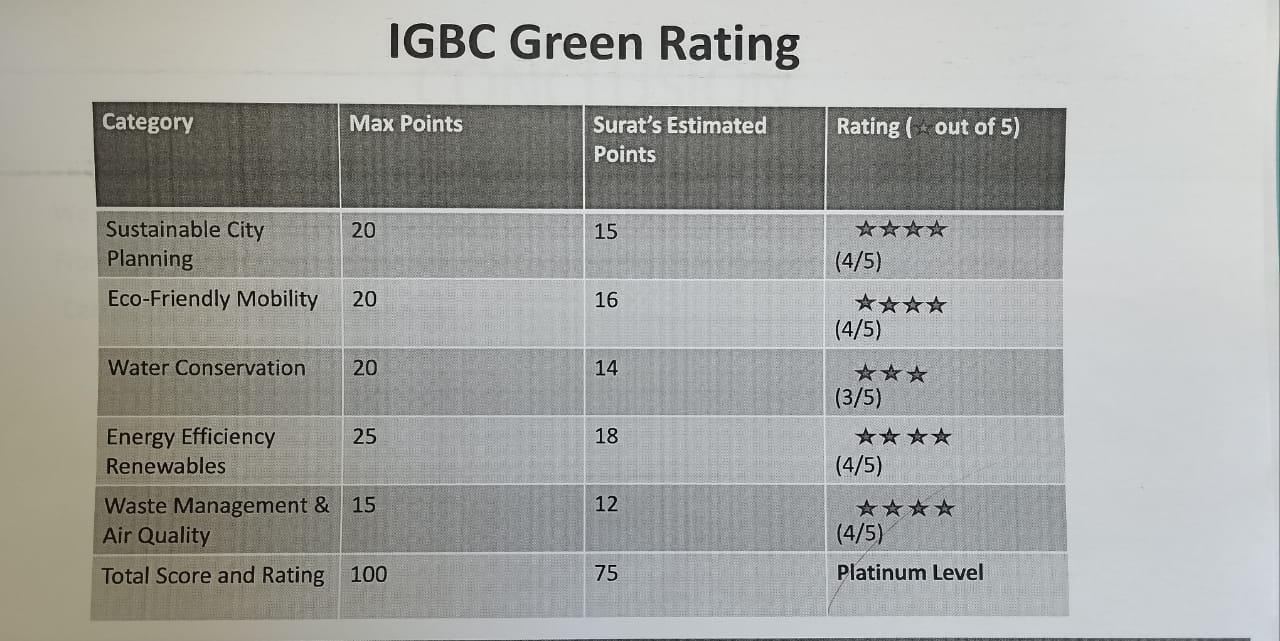 IGBC Green Rating
Category
Max Points
Surat's Estimated
Points
Rating (☆ out of 5)
Sustainable City
Planning
20
15
☆☆☆☆
(4/5)
Eco-Friendly Mobility
20
16
☆☆☆☆
(4/5)
Water Conservation
20
14
☆☆☆
(3/5)
Energy Efficiency
Renewables
25
18
☆☆☆☆
(4/5)
Waste Management &
Air Quality
15
12
☆☆☆☆
(4/5)
Total Score and Rating
100
75
Platinum Level